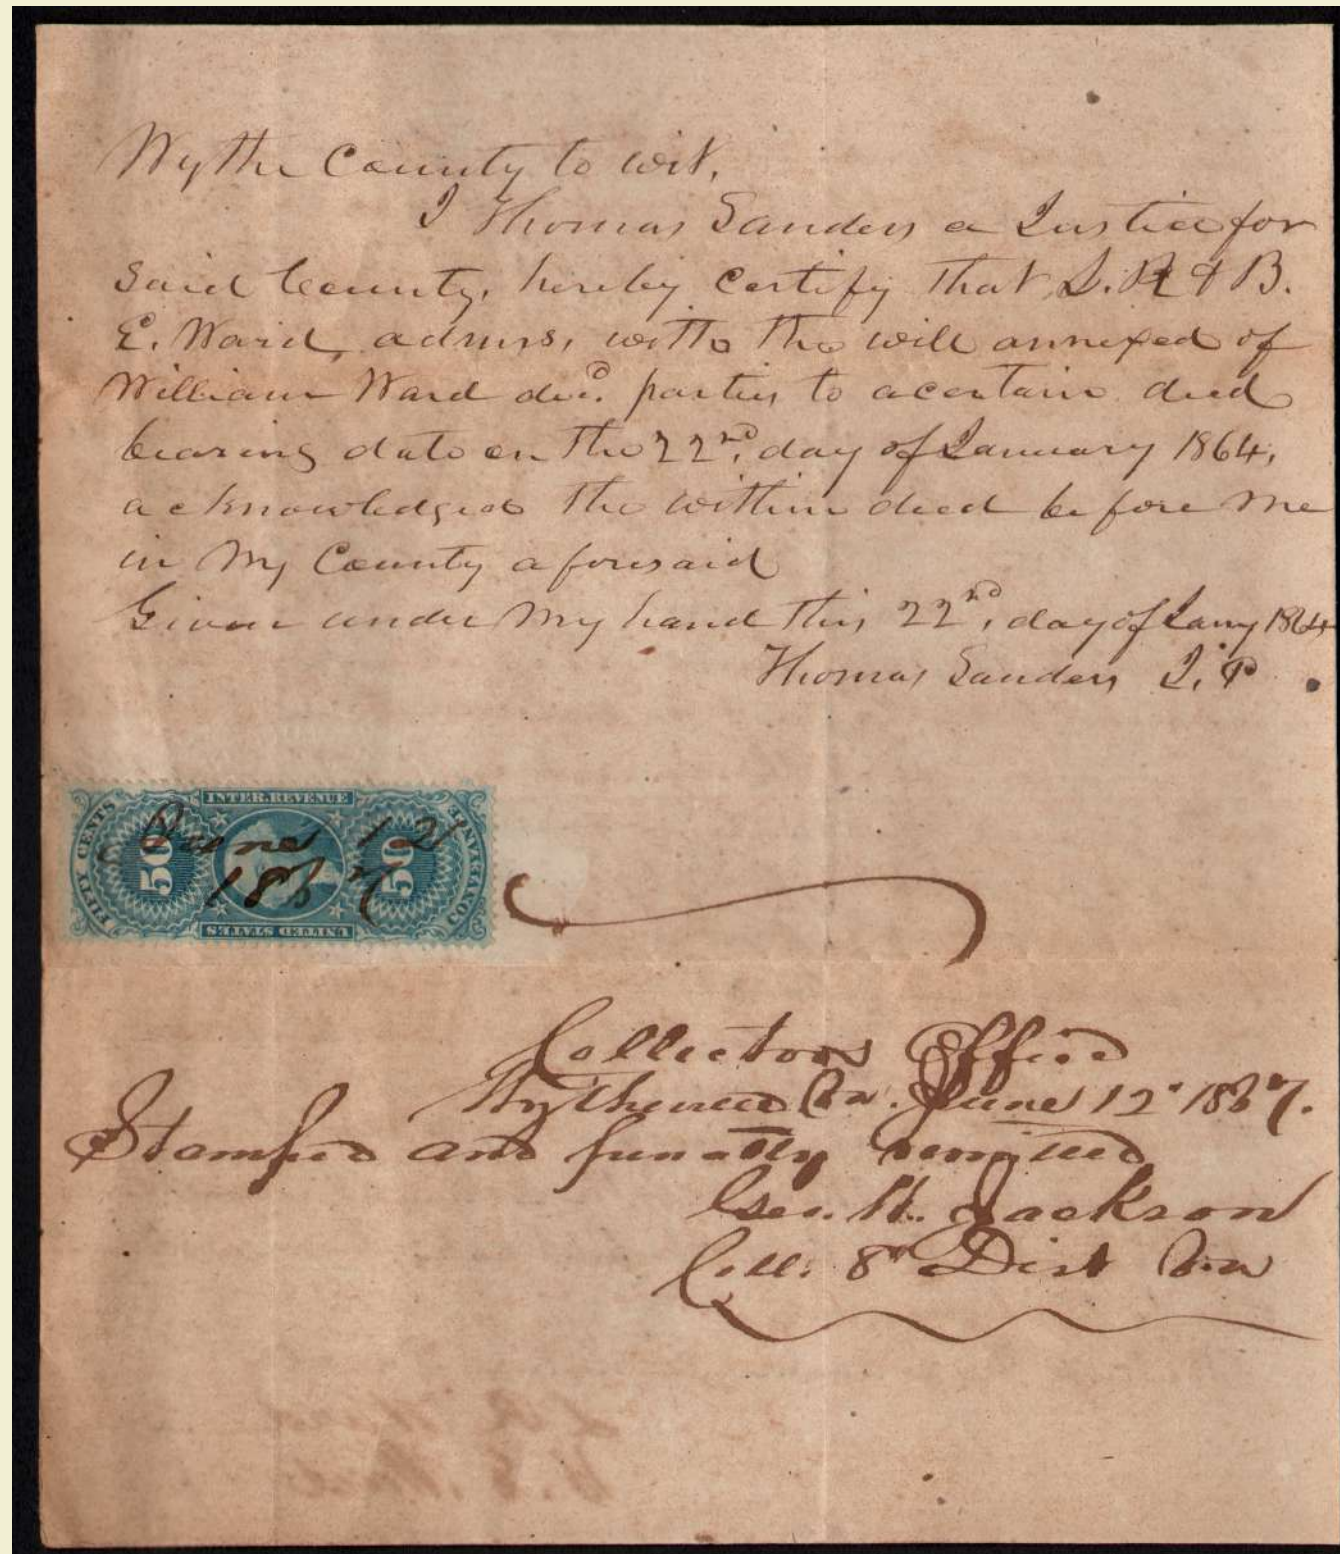 Wythe County to wit,
I Thomas Sanders a Justice for
said County, hereby certify that J. R & B.
E. Ward, admrs, with the will annexed of
William Ward decd. parties to a certain deed
bearing date on the 22nd, day of January 1864,
acknowledged the within deed before me
in my County aforesaid
Given under my hand this 22nd, day of Jany 1864
Thomas Sanders J. P
INTER. REVENUE
FIFTY CENTS
50
50
CONVEYANCE
UNITED STATES
June 12
1867
Collectors Office
Wytheville Va. June 12" 1867.
Stamped and penalty remitted
Geo. Jackson
Coll. 8" Dist Va